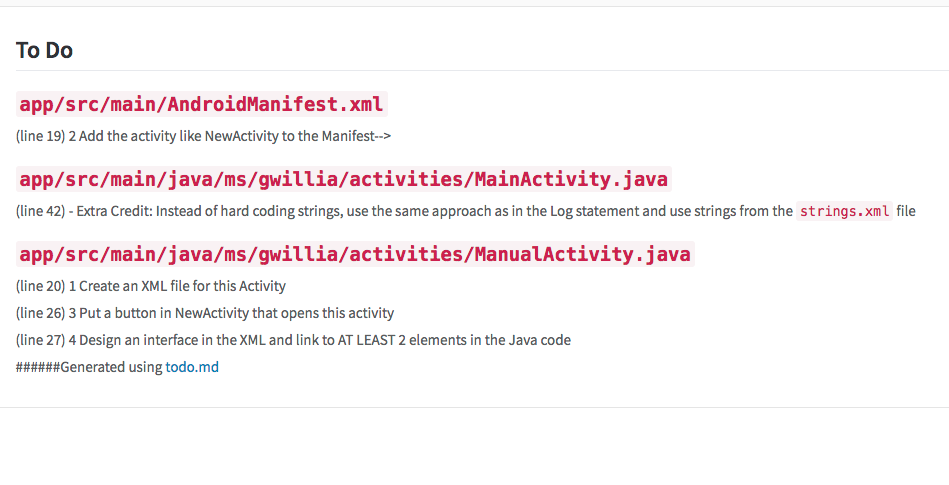 To Do
app/src/main/AndroidManifest.xml
(line 19) 2 Add the activity like NewActivity to the Manifest-->
app/src/main/java/ms/gwillia/activities/MainActivity.java
(line 42) - Extra Credit: Instead of hard coding strings, use the same approach as in the Log statement and use strings from the strings.xml file
app/src/main/java/ms/gwillia/activities/ManualActivity.java
(line 20) 1 Create an XML file for this Activity
(line 26) 3 Put a button in NewActivity that opens this activity
(line 27) 4 Design an interface in the XML and link to AT LEAST 2 elements in the Java code
######Generated using todo.md